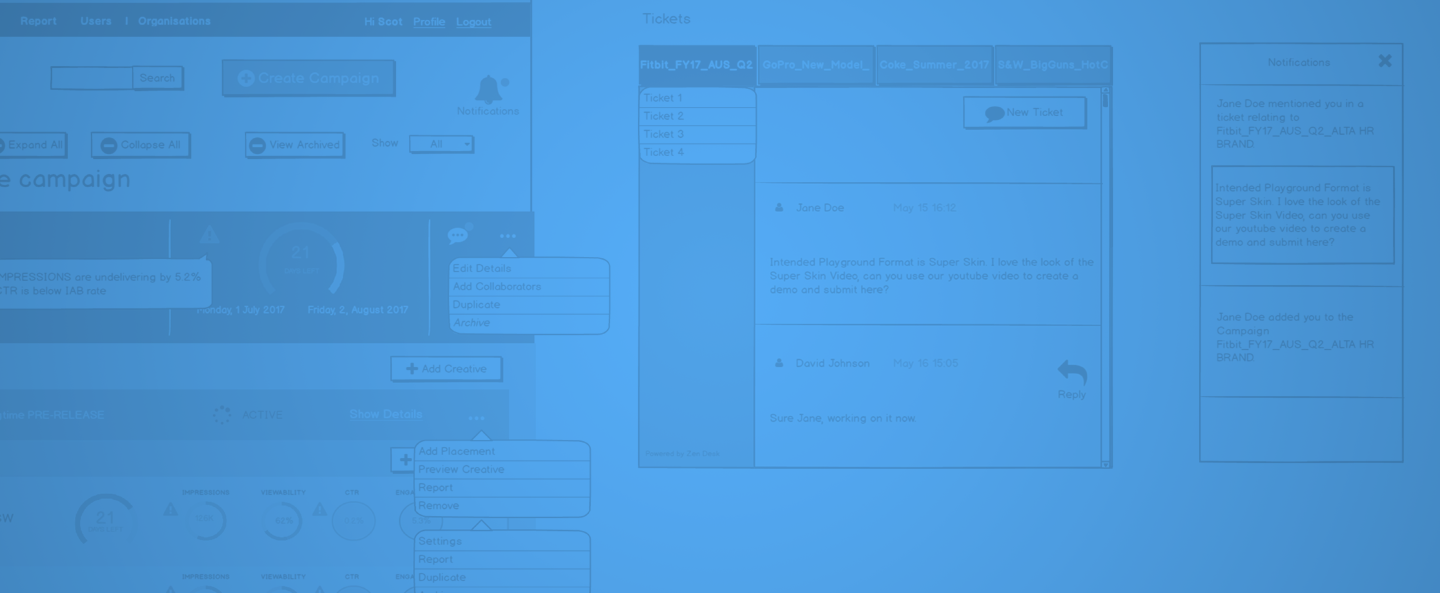 Report Users | Organisations
Hi Scot Profile Logout
Search
Create Campaign
Notifications
Expand All
Collapse All
View Archived
Show
All
e campaign
21
MPRESSIONS are undelivering by 5.2%
CTR is below IAB rate
Monday, 1 July 2017
Friday 2, August 2017
Edit Details
Add Collaborators
Duplicate
Archive
Add Creative
PRE-RELEASE
ACTIVE
Show Details
Add Placement
Preview Creative
Report
Remove
IMPRESSIONS
VIEWABILITY
CTR
21
Settings
Report
Duplicate
IMPRESSIONS
VIEWABILITY
CTR
Tickets
Fitbit_FY17_AUS_Q2
GoPro_New_Model_
Coke_Summer_2017
S&W_BigGuns_HotC
Ticket 1
Ticket 2
Ticket 3
Ticket 4
New Ticket
Jane Doe
May 15 16:12
Intended Playground Format is Super Skin. I love the look of the
Super Skin Video, can you use our youtube video to create a
demo and submit here?
David Johnson
May 16 15:05
Reply
Sure Jane, working on it now
Powered by Zen Desk
Notifications
Jane Doe mentioned you in a
ticket relating to
Fitbit_FY17_AUS_Q2_ALTA HR
BRAND
Intended Playground Format is
Super Skin. I love the look of the
Super Skin Video, can you use
our youtube video to create a
demo and submit here?
Jane Doe added you to the
Campaign
Fitbit_FY17_AUS_Q2_ALTA HR
BRAND